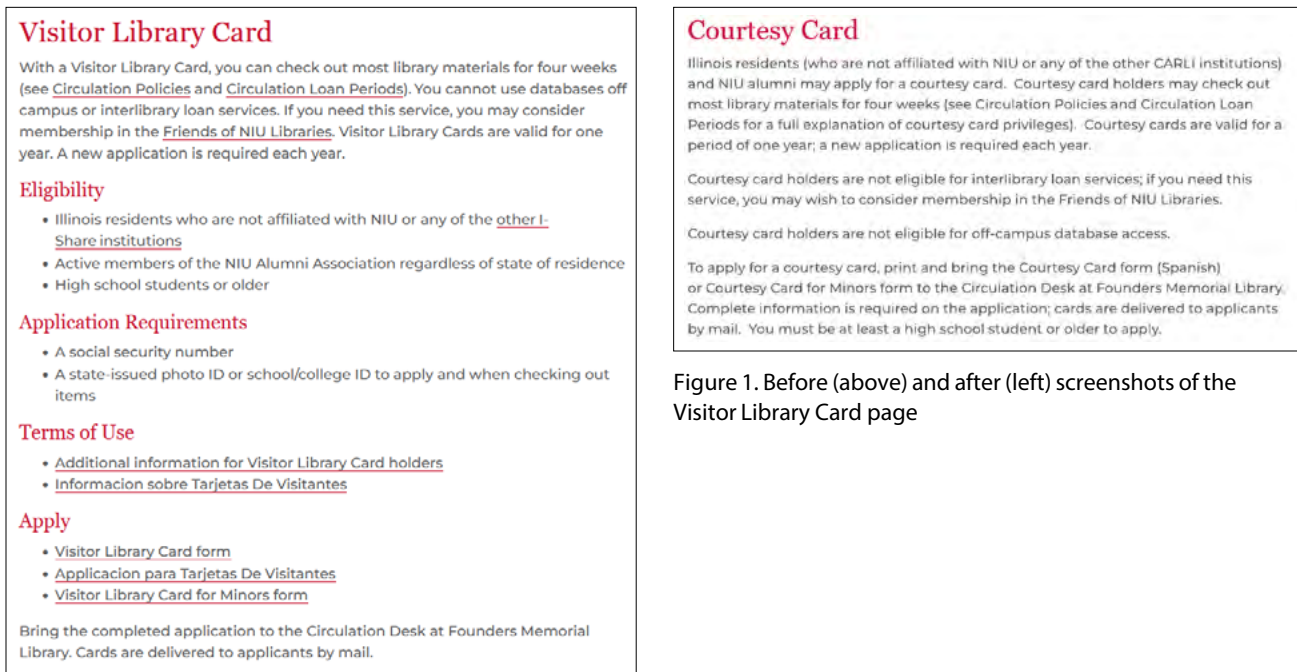 Visitor Library Card
With a Visitor Library Card, you can check out most library materials for four weeks
(see Circulation Policies and Circulation Loan Periods). You cannot use databases off
campus or interlibrary loan services. If you need this service, you may consider
membership in the Friends of NIU Libraries. Visitor Library Cards are valid for one
year. A new application is required each year.
Eligibility
• Illinois residents who are not affiliated with NIU or any of the other I-
Share institutions
• Active members of the NIU Alumni Association regardless of state of residence
• High school students or older
Application Requirements
• A social security number
• A state-issued photo ID or school/college ID to apply and when checking out
items
Terms of Use
• Additional information for Visitor Library Card holders
• Informacion sobre Tarjetas De Visitantes
Apply
• Visitor Library Card form
• Applicacion para Tarjetas De Visitantes
• Visitor Library Card for Minors form
Bring the completed application to the Circulation Desk at Founders Memorial
Library. Cards are delivered to applicants by mail.
Courtesy Card
Illinois residents (who are not affiliated with NIU or any of the other CARLI institutions)
and NIU alumni may apply for a courtesy card. Courtesy card holders may check out
most library materials for four weeks (see Circulation Policies and Circulation Loan
Periods for a full explanation of courtesy card privileges). Courtesy cards are valid for a
period of one year; a new application is required each year.
Courtesy card holders are not eligible for interlibrary loan services; if you need this
service, you may wish to consider membership in the Friends of NIU Libraries.
Courtesy card holders are not eligible for off-campus database access.
To apply for a courtesy card, print and bring the Courtesy Card form (Spanish)
or Courtesy Card for Minors form to the Circulation Desk at Founders Memorial Library.
Complete information is required on the application; cards are delivered to applicants
by mail. You must be at least a high school student or older to apply.
Figure 1. Before (above) and after (left) screenshots of the
Visitor Library Card page